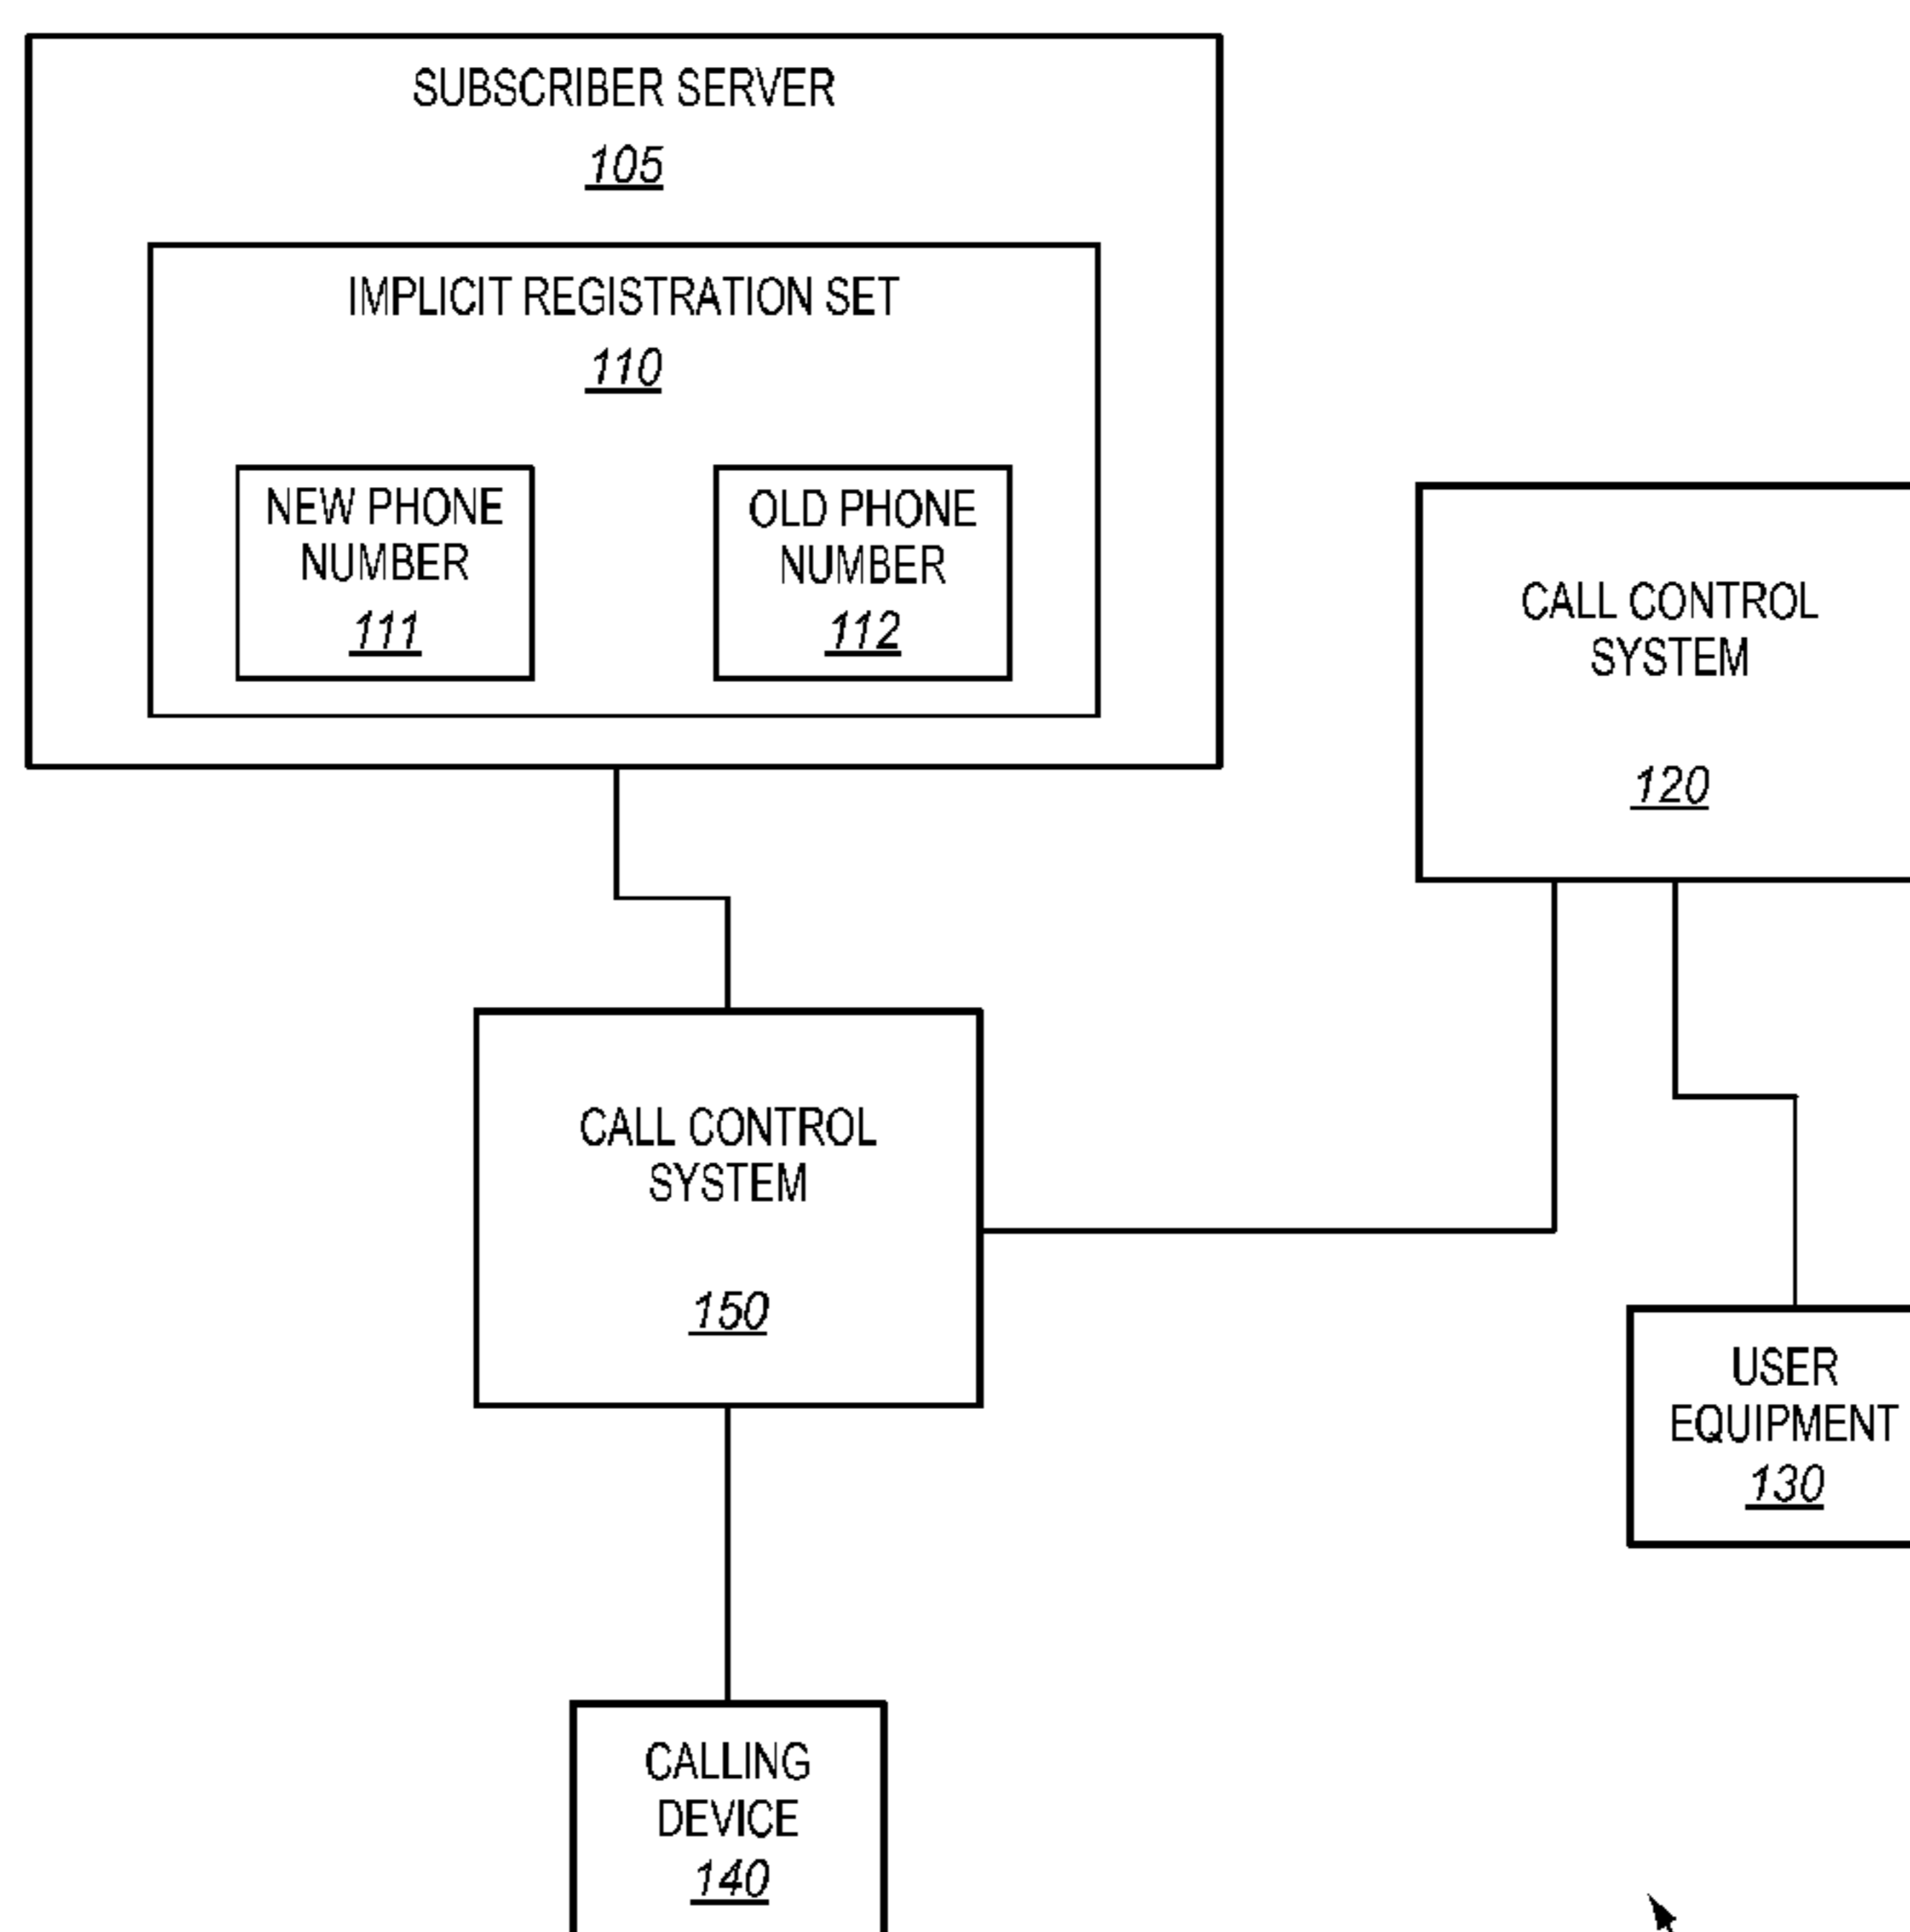 SUBSCRIBER SERVER
105
IMPLICIT REGISTRATION SET
110
NEW PHONE
NUMBER
111
OLD PHONE
NUMBER
112
CALL CONTROL
SYSTEM
120
CALL CONTROL
SYSTEM
150
USER
EQUIPMENT
130
CALLING
DEVICE
140